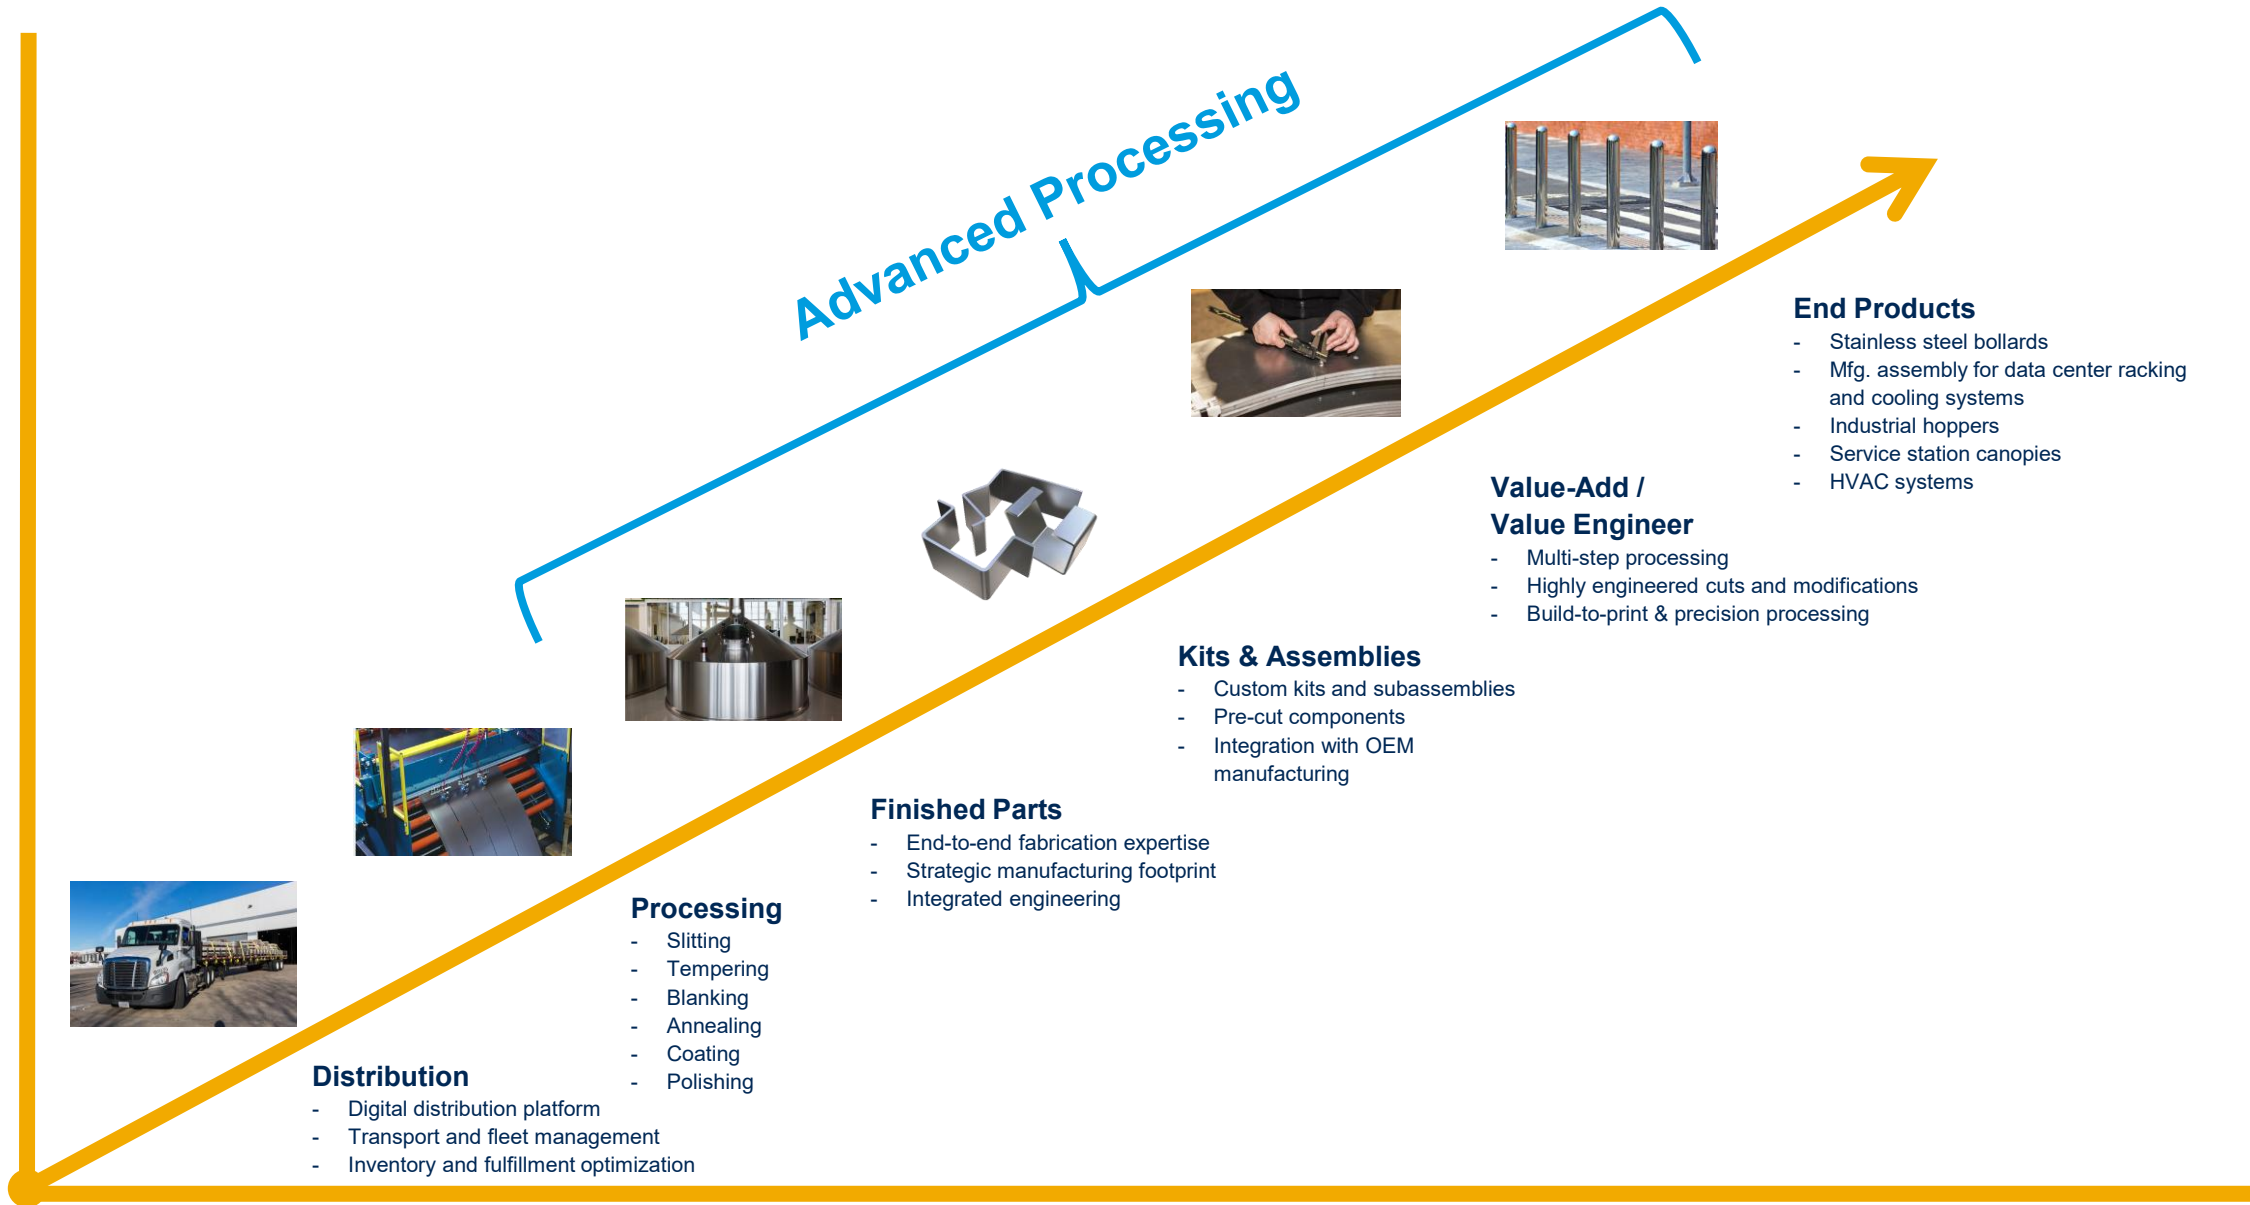 Advanced Processing
End Products
- Stainless steel bollards
- Mfg. assembly for data center racking
and cooling systems
- Industrial hoppers
- Service station canopies
- HVAC systems
Value-Add /
Value Engineer
- Multi-step processing
- Highly engineered cuts and modifications
- Build-to-print & precision processing
Kits & Assemblies
- Custom kits and subassemblies
- Pre-cut components
- Integration with OEM
manufacturing
Finished Parts
- End-to-end fabrication expertise
- Strategic manufacturing footprint
- Integrated engineering
Processing
- Slitting
- Tempering
- Blanking
- Annealing
- Coating
- Polishing
Distribution
- Digital distribution platform
- Transport and fleet management
- Inventory and fulfillment optimization